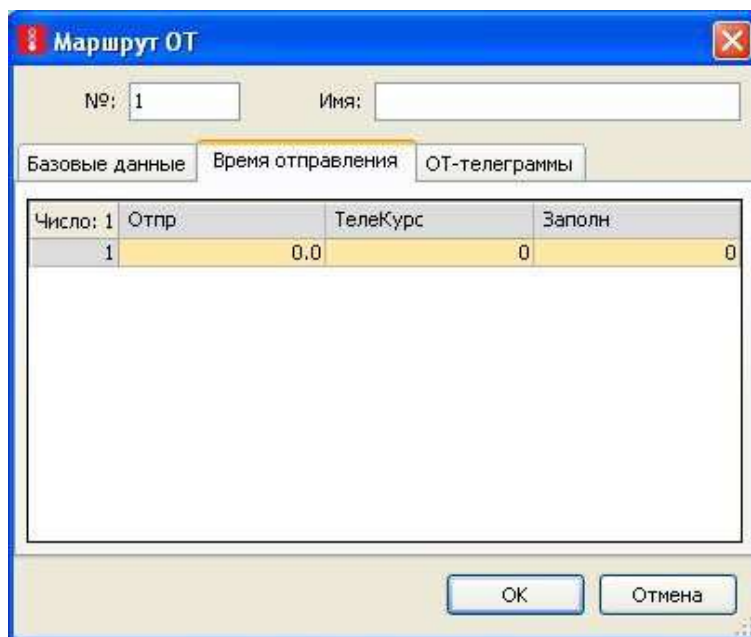 Маршрут ОТ
№: 1 Имя:
Базовые данные Время отправления ОТ-телеграммы
Число: 1 Отпр ТелеКурс Заполн
1 0.0 0 0
OK Отмена